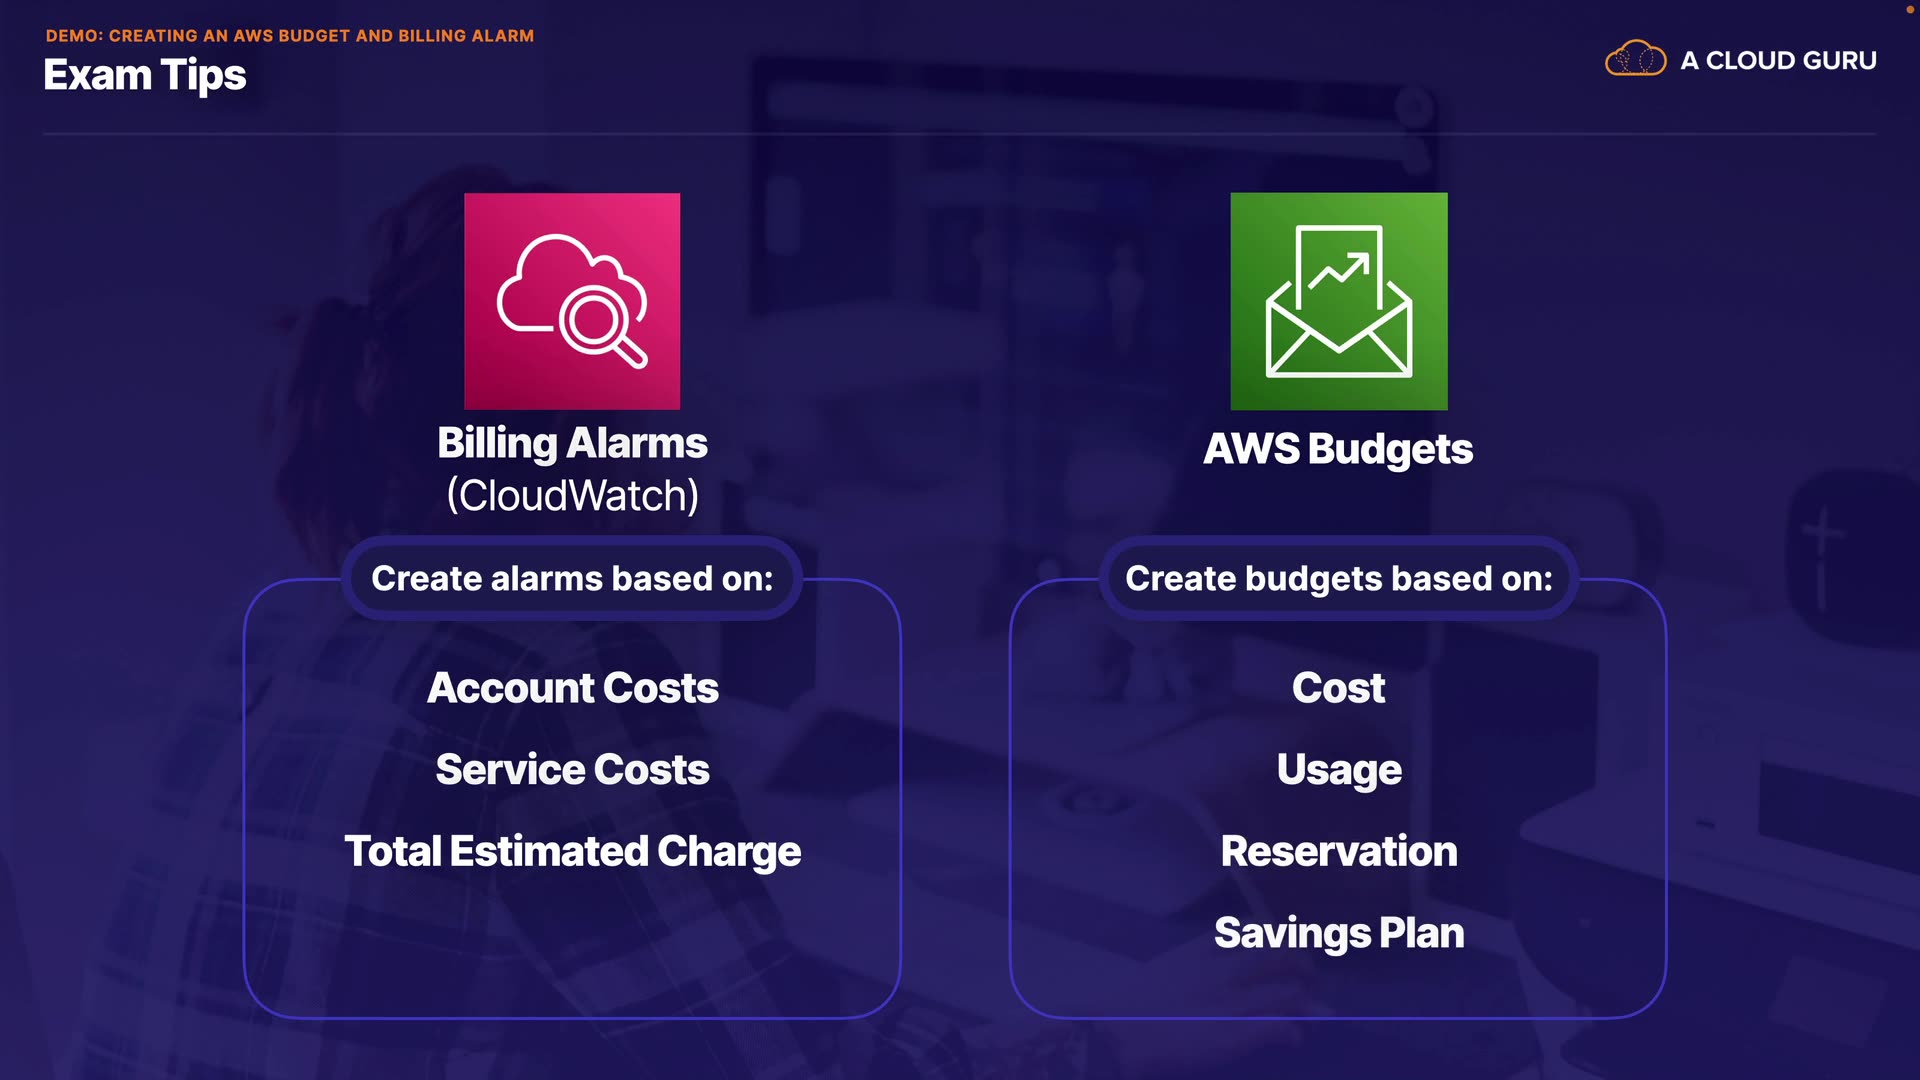 DEMO: CREATING AN AWS BUDGET AND BILLING ALARM
Exam Tips
A CLOUD GURU
Billing Alarms
(CloudWatch)
Create alarms based on:
Account Costs
Service Costs
Total Estimated Charge
AWS Budgets
Create budgets based on:
Cost
Usage
Reservation
Savings Plan